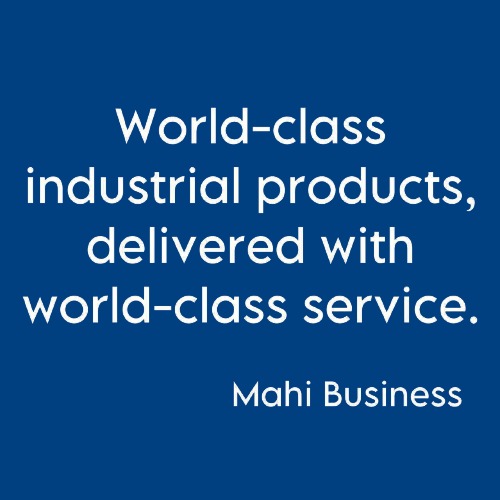 World-class
industrial products,
delivered with
world-class service.
Mahi Business